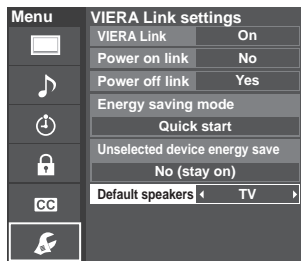 Menu
VIERA Link settings
VIERA Link On
Power on link No
Power off link Yes
Energy saving mode
Quick start
Unselected device energy save
No (stay on)
Default speakers TV
CC